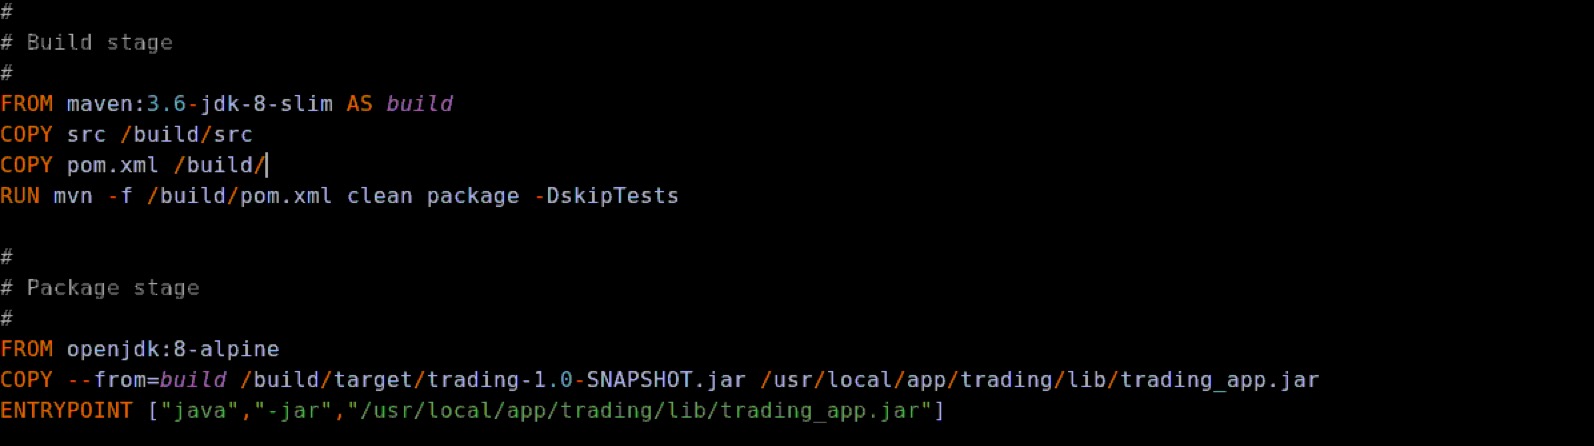 #
# Build stage
#
FROM maven:3.6-jdk-8-slim AS build
COPY src /build/src
COPY pom.xml /build/
RUN mvn -f /build/pom.xml clean package -DskipTests
#
# Package stage
#
FROM openjdk:8-alpine
COPY --from=build /build/target/trading-1.0-SNAPSHOT.jar /usr/local/app/trading/lib/trading_app.jar
ENTRYPOINT ["java","-jar","/usr/local/app/trading/lib/trading_app.jar"]